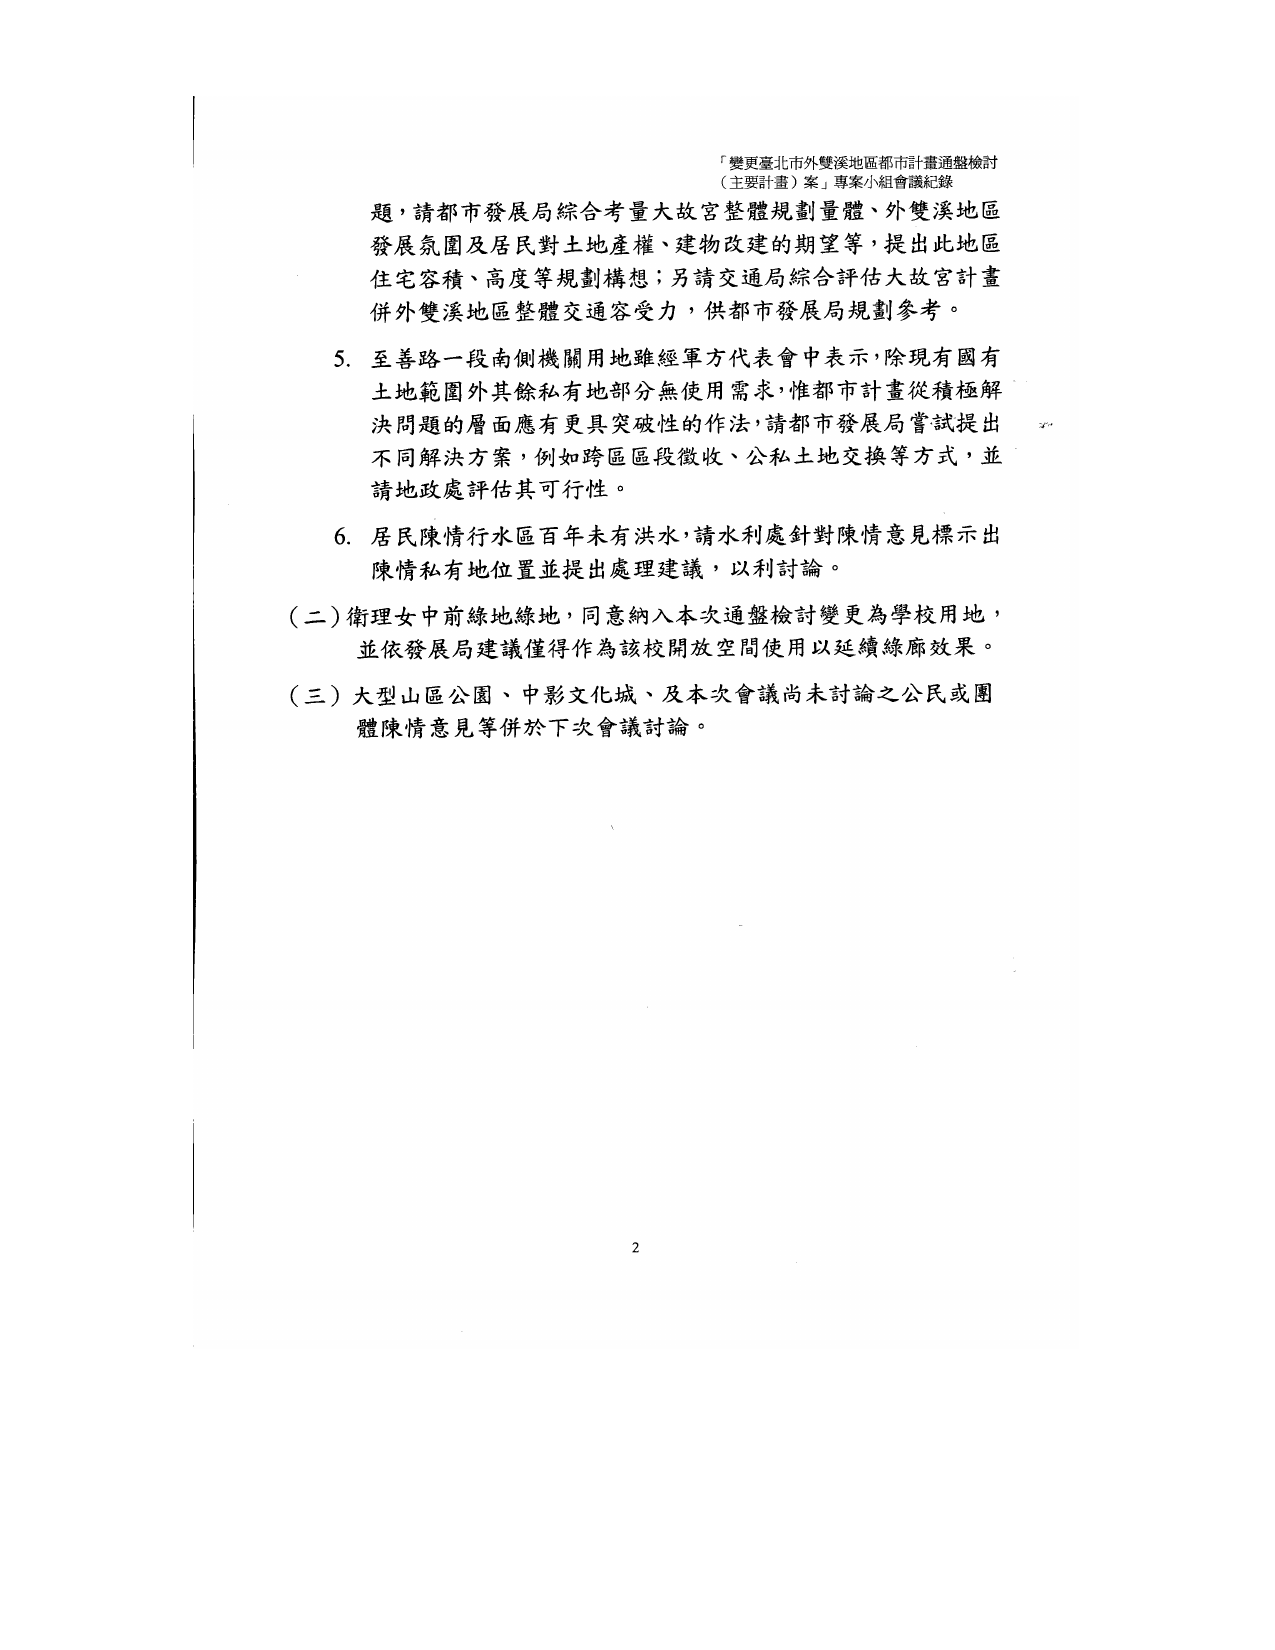 「變更臺北市外雙溪地區都市計畫通盤檢討
（主要計畫）案」專案小組會議紀錄
題，請都市發展局綜合考量大故宮整體規劃量體、外雙溪地區
發展氛圍及居民對土地產權、建物改建的期望等，提出此地區
住宅容積、高度等規劃構想；另請交通局綜合評估大故宮計畫
併外雙溪地區整體交通容受力，供都市發展局規劃參考。
5. 至善路一段南側機關用地雖經軍方代表會中表示，除現有國有
土地範圍外其餘私有地部分無使用需求，惟都市計畫從積極解
決問題的層面應有更具突破性的作法，請都市發展局嘗試提出
不同解決方案，例如跨區區段徵收、公私土地交換等方式，並
請地政處評估其可行性。
6. 居民陳情行水區百年未有洪水，請水利處針對陳情意見標示出
陳情私有地位置並提出處理建議，以利討論。
（二）衛理女中前綠地綠地，同意納入本次通盤檢討變更為學校用地，
並依發展局建議僅得作為該校開放空間使用以延續綠廊效果。
（三）大型山區公園、中影文化城、及本次會議尚未討論之公民或團
體陳情意見等併於下次會議討論。
2